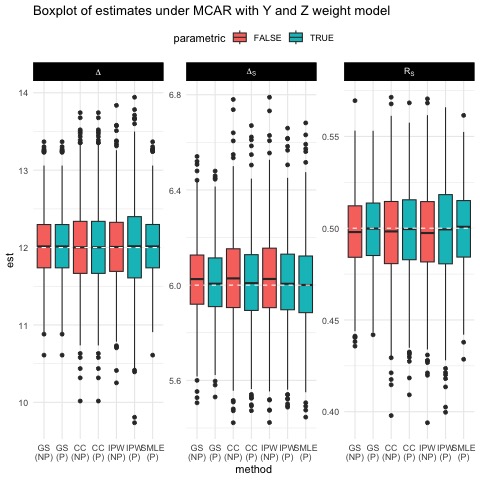 Boxplot of estimates under MCAR with Y and Z weight model
parametric FALSE TRUE
Δ Δ_S R_S
14
13
12
11
10
6.8
6.4
6.0
5.6
0.55
0.50
0.45
0.40
est
GS GS CC CC IPW IPW SMLE GS GS CC CC IPW IPW SMLE GS GS CC CC IPW IPW SMLE
(NP) (P) (NP) (P) (NP) (P) (P) (NP) (P) (NP) (P) (NP) (P) (P) (NP) (P) (NP) (P) (NP) (P) (P)
method